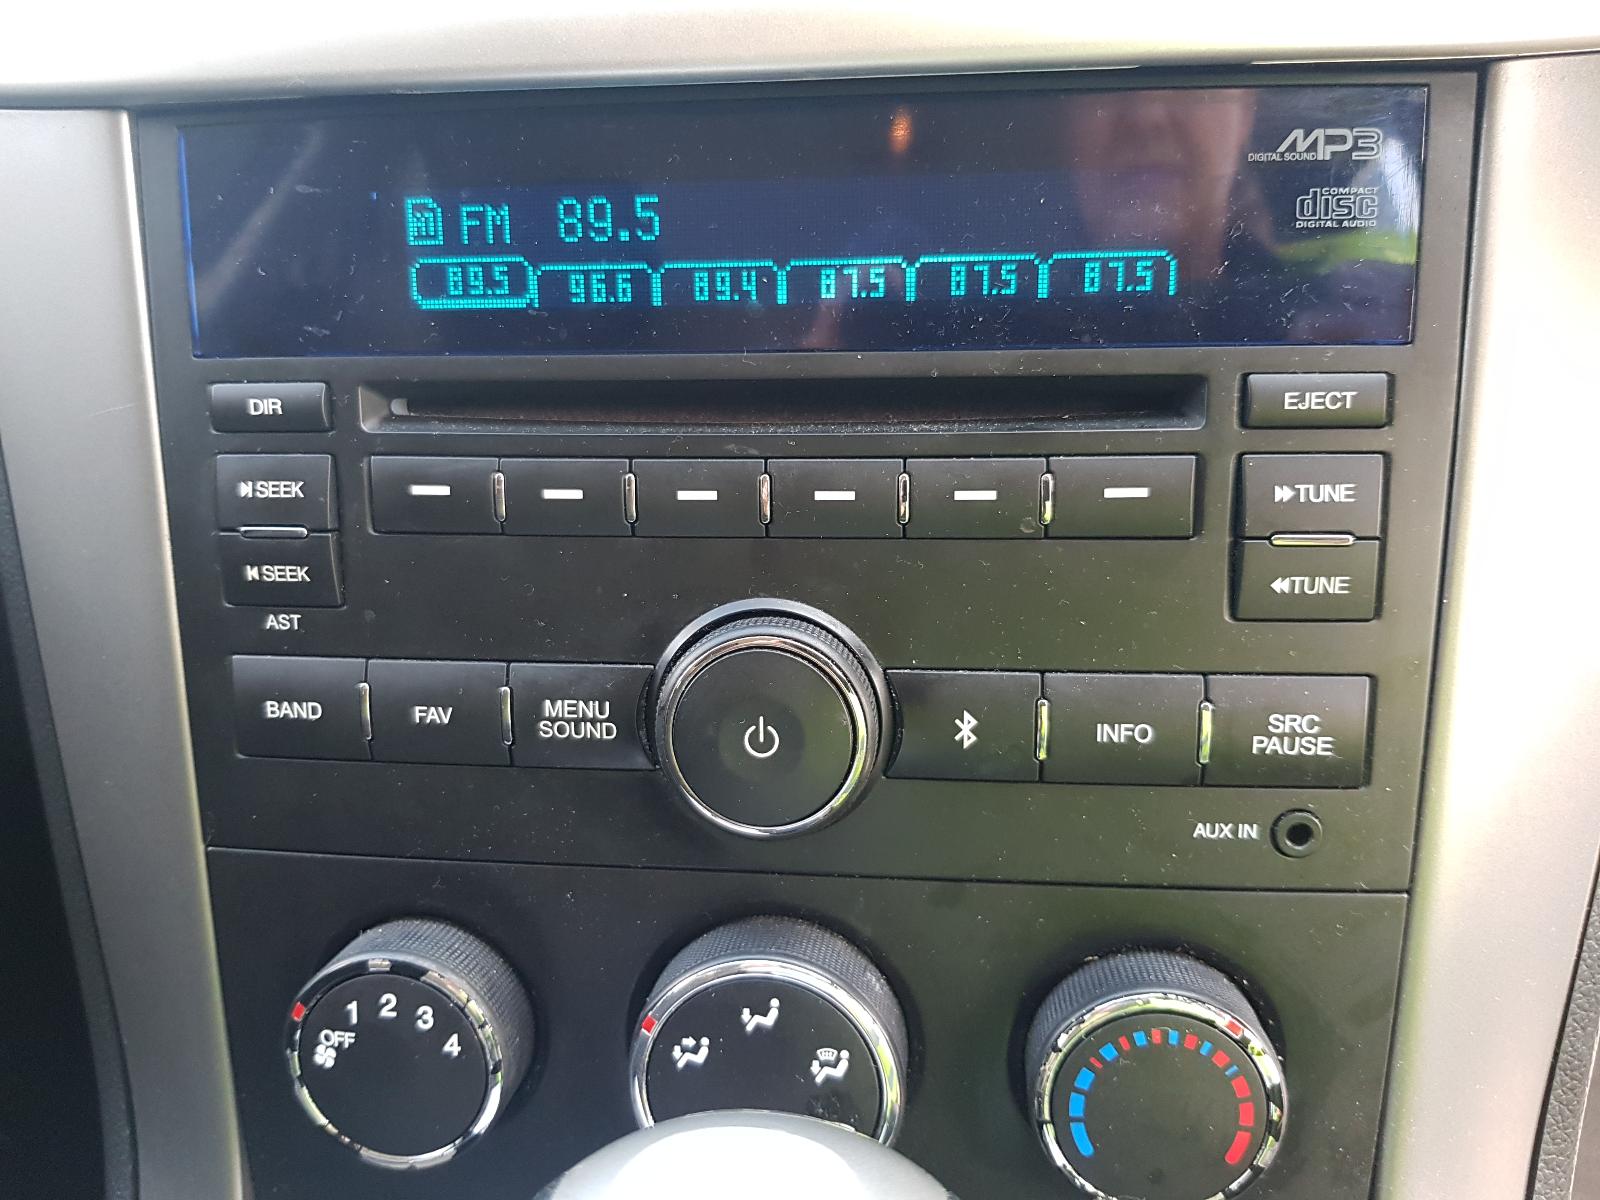 MP3
DIGITAL SOUND
COMPACT
disc
DIGITAL AUDIO
FM 89.5
89.5 98.6 89.4 87.5 87.5 87.5
DIR
EJECT
SEEK
TUNE
SEEK
TUNE
AST
BAND
FAV
MENU
SOUND
INFO
SRC
PAUSE
AUX IN
OFF 1 2 3 4